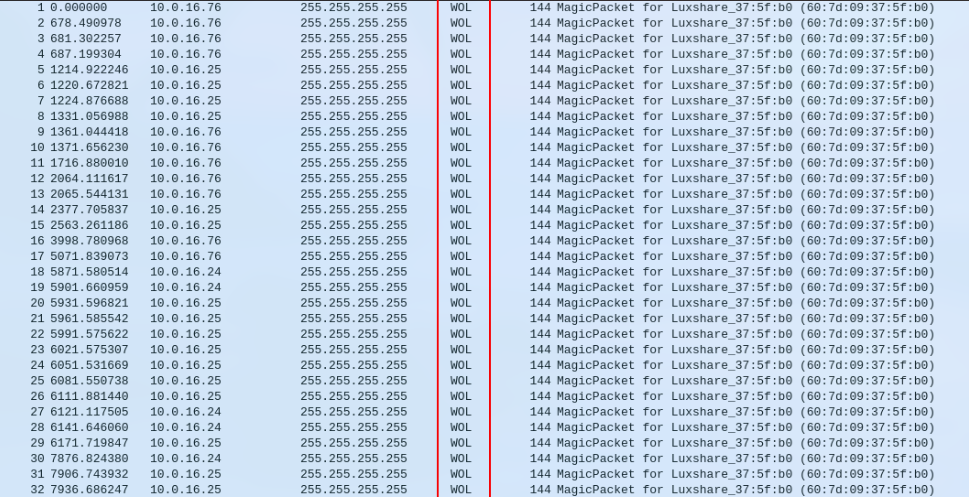 1 0.000000 10.0.16.76 255.255.255.255 WOL 144 MagicPacket for Luxshare_37:5f:b0 (60:7d:09:37:5f:b0)
2 678.490978 10.0.16.76 255.255.255.255 WOL 144 MagicPacket for Luxshare_37:5f:b0 (60:7d:09:37:5f:b0)
3 681.302257 10.0.16.76 255.255.255.255 WOL 144 MagicPacket for Luxshare_37:5f:b0 (60:7d:09:37:5f:b0)
4 687.199304 10.0.16.76 255.255.255.255 WOL 144 MagicPacket for Luxshare_37:5f:b0 (60:7d:09:37:5f:b0)
5 1214.922246 10.0.16.25 255.255.255.255 WOL 144 MagicPacket for Luxshare_37:5f:b0 (60:7d:09:37:5f:b0)
6 1220.672821 10.0.16.25 255.255.255.255 WOL 144 MagicPacket for Luxshare_37:5f:b0 (60:7d:09:37:5f:b0)
7 1224.876688 10.0.16.25 255.255.255.255 WOL 144 MagicPacket for Luxshare_37:5f:b0 (60:7d:09:37:5f:b0)
8 1331.056988 10.0.16.25 255.255.255.255 WOL 144 MagicPacket for Luxshare_37:5f:b0 (60:7d:09:37:5f:b0)
9 1361.044418 10.0.16.76 255.255.255.255 WOL 144 MagicPacket for Luxshare_37:5f:b0 (60:7d:09:37:5f:b0)
10 1371.656230 10.0.16.76 255.255.255.255 WOL 144 MagicPacket for Luxshare_37:5f:b0 (60:7d:09:37:5f:b0)
11 1716.880010 10.0.16.76 255.255.255.255 WOL 144 MagicPacket for Luxshare_37:5f:b0 (60:7d:09:37:5f:b0)
12 2064.111617 10.0.16.76 255.255.255.255 WOL 144 MagicPacket for Luxshare_37:5f:b0 (60:7d:09:37:5f:b0)
13 2065.544131 10.0.16.76 255.255.255.255 WOL 144 MagicPacket for Luxshare_37:5f:b0 (60:7d:09:37:5f:b0)
14 2377.705837 10.0.16.25 255.255.255.255 WOL 144 MagicPacket for Luxshare_37:5f:b0 (60:7d:09:37:5f:b0)
15 2563.261186 10.0.16.25 255.255.255.255 WOL 144 MagicPacket for Luxshare_37:5f:b0 (60:7d:09:37:5f:b0)
16 3998.780968 10.0.16.76 255.255.255.255 WOL 144 MagicPacket for Luxshare_37:5f:b0 (60:7d:09:37:5f:b0)
17 5071.839073 10.0.16.76 255.255.255.255 WOL 144 MagicPacket for Luxshare_37:5f:b0 (60:7d:09:37:5f:b0)
18 5871.580514 10.0.16.24 255.255.255.255 WOL 144 MagicPacket for Luxshare_37:5f:b0 (60:7d:09:37:5f:b0)
19 5901.660959 10.0.16.24 255.255.255.255 WOL 144 MagicPacket for Luxshare_37:5f:b0 (60:7d:09:37:5f:b0)
20 5931.596821 10.0.16.25 255.255.255.255 WOL 144 MagicPacket for Luxshare_37:5f:b0 (60:7d:09:37:5f:b0)
21 5961.585542 10.0.16.25 255.255.255.255 WOL 144 MagicPacket for Luxshare_37:5f:b0 (60:7d:09:37:5f:b0)
22 5991.575622 10.0.16.25 255.255.255.255 WOL 144 MagicPacket for Luxshare_37:5f:b0 (60:7d:09:37:5f:b0)
23 6021.575307 10.0.16.25 255.255.255.255 WOL 144 MagicPacket for Luxshare_37:5f:b0 (60:7d:09:37:5f:b0)
24 6051.531669 10.0.16.25 255.255.255.255 WOL 144 MagicPacket for Luxshare_37:5f:b0 (60:7d:09:37:5f:b0)
25 6081.550738 10.0.16.25 255.255.255.255 WOL 144 MagicPacket for Luxshare_37:5f:b0 (60:7d:09:37:5f:b0)
26 6111.881440 10.0.16.25 255.255.255.255 WOL 144 MagicPacket for Luxshare_37:5f:b0 (60:7d:09:37:5f:b0)
27 6121.117505 10.0.16.24 255.255.255.255 WOL 144 MagicPacket for Luxshare_37:5f:b0 (60:7d:09:37:5f:b0)
28 6141.646060 10.0.16.24 255.255.255.255 WOL 144 MagicPacket for Luxshare_37:5f:b0 (60:7d:09:37:5f:b0)
29 6171.719847 10.0.16.25 255.255.255.255 WOL 144 MagicPacket for Luxshare_37:5f:b0 (60:7d:09:37:5f:b0)
30 7876.824380 10.0.16.24 255.255.255.255 WOL 144 MagicPacket for Luxshare_37:5f:b0 (60:7d:09:37:5f:b0)
31 7906.743932 10.0.16.25 255.255.255.255 WOL 144 MagicPacket for Luxshare_37:5f:b0 (60:7d:09:37:5f:b0)
32 7936.686247 10.0.16.25 255.255.255.255 WOL 144 MagicPacket for Luxshare_37:5f:b0 (60:7d:09:37:5f:b0)